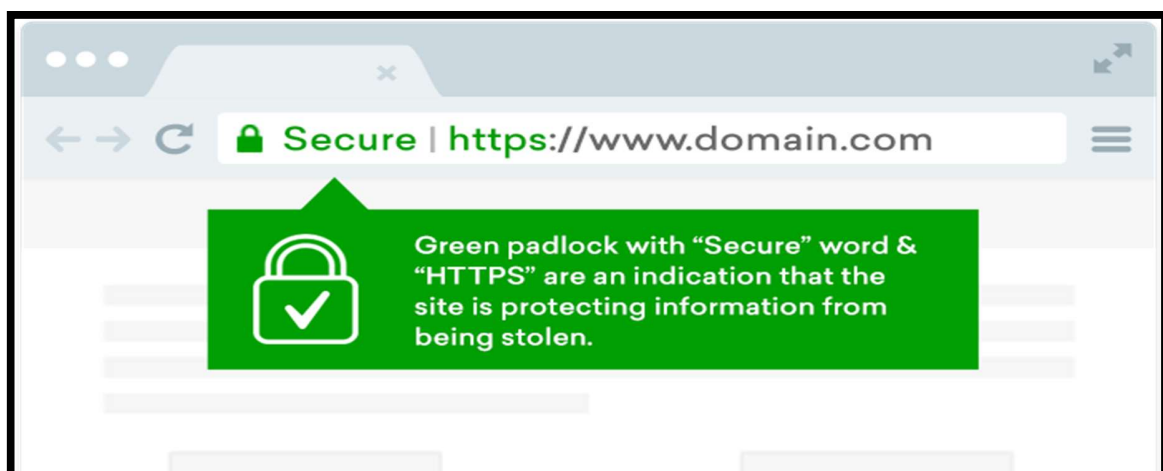 Secure | https://www.domain.com
Green padlock with “Secure” word &
“HTTPS” are an indication that the
site is protecting information from
being stolen.